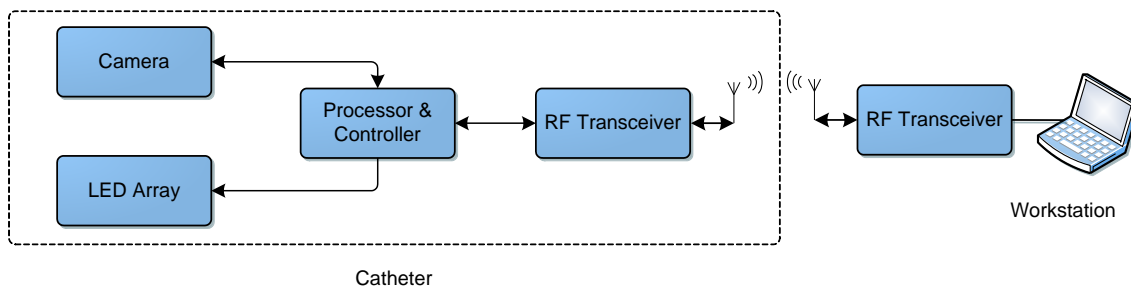 Camera
Processor &
Controller
RF Transceiver
RF Transceiver
LED Array
Workstation
Catheter